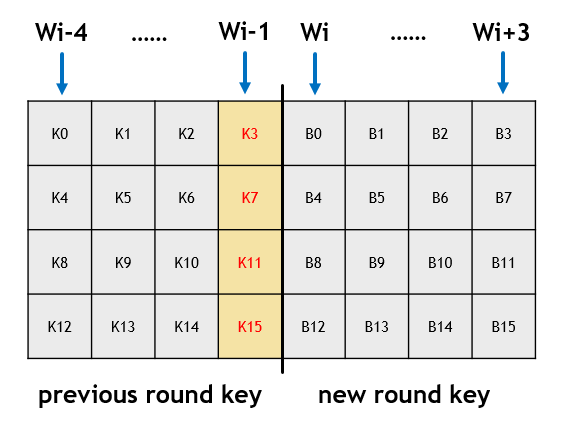 Wi-4 ...... Wi-1 Wi ...... Wi+3
K0 K1 K2 K3 B0 B1 B2 B3
K4 K5 K6 K7 B4 B5 B6 B7
K8 K9 K10 K11 B8 B9 B10 B11
K12 K13 K14 K15 B12 B13 B14 B15
previous round key new round key